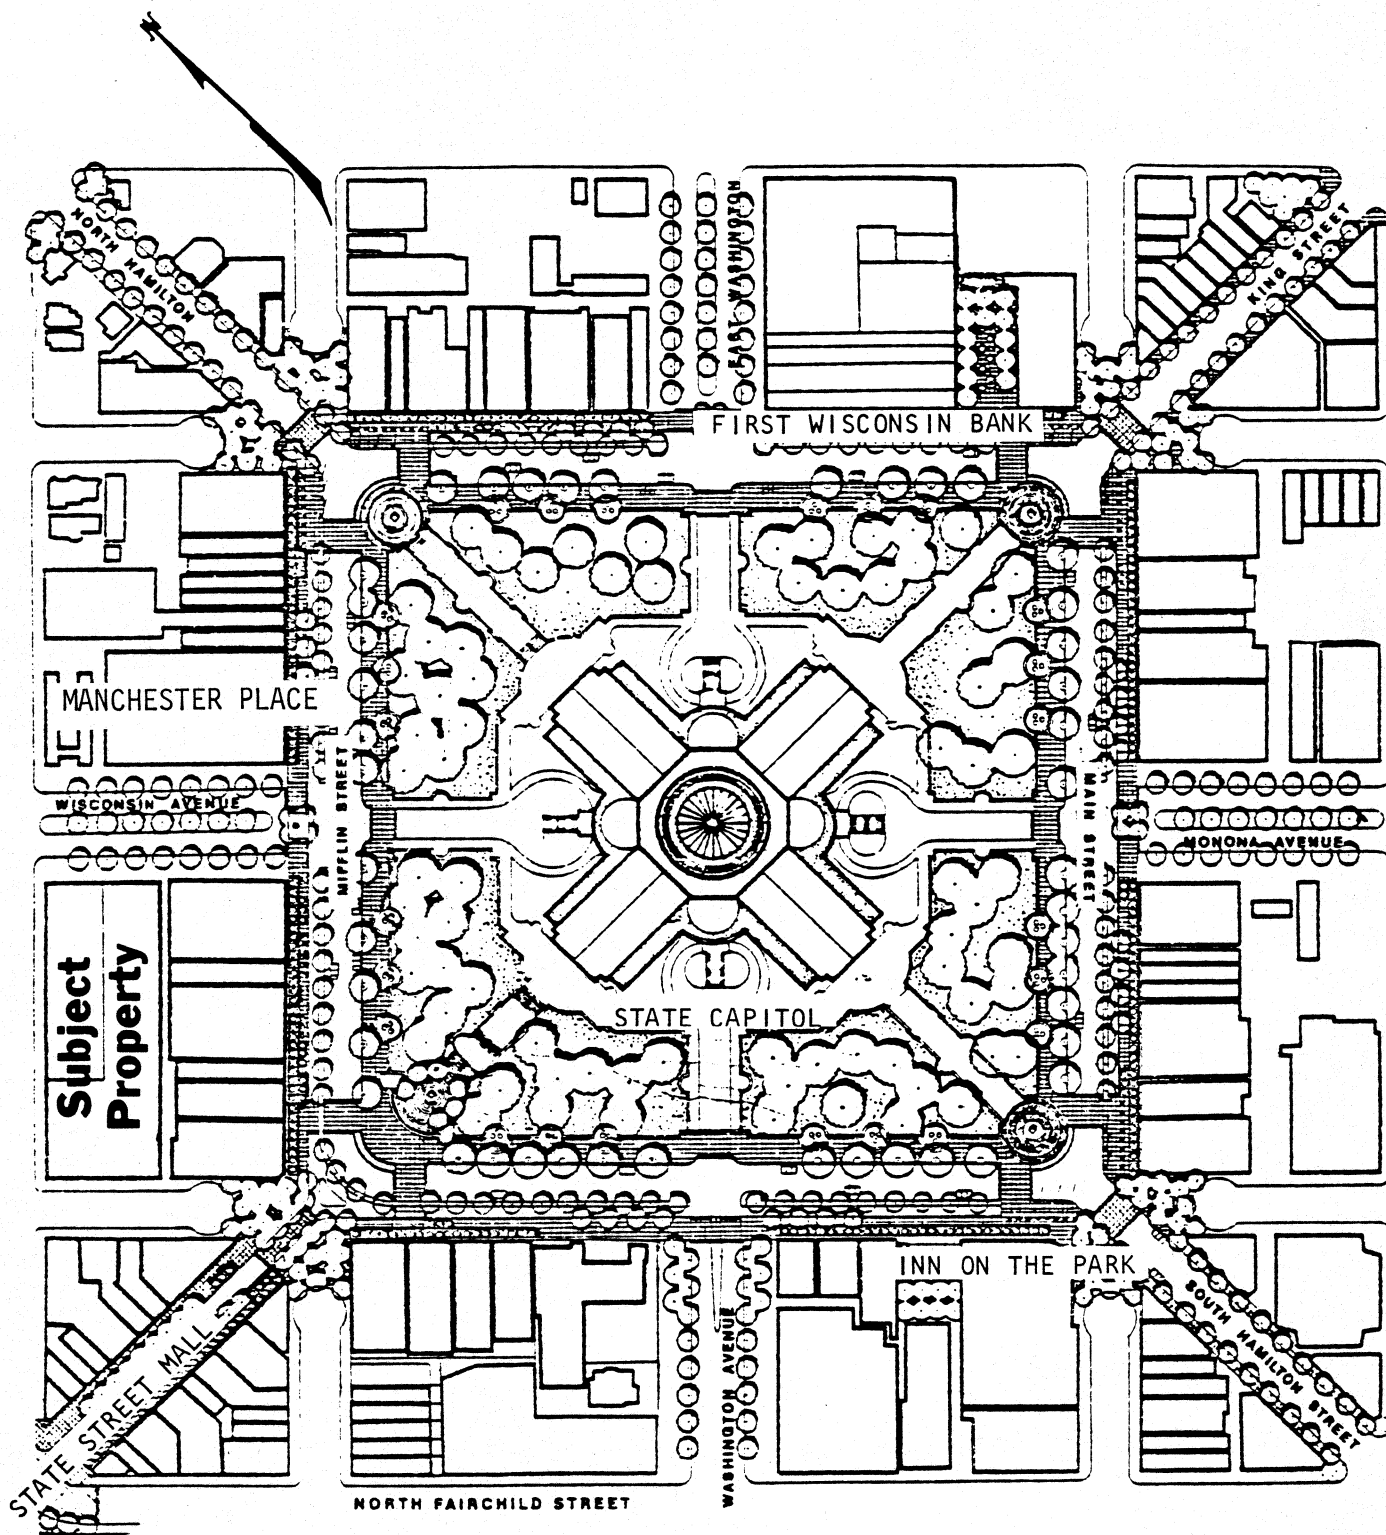 N
NORTH HAMILTON
EAST WASHINGTON
KING STREET
FIRST WISCONSIN BANK
MANCHESTER PLACE
WISCONSIN AVENUE
MIFFLIN STREET
MAIN STREET
MONONA AVENUE
Subject
Property
STATE CAPITOL
INN ON THE PARK
STATE STREET MALL
WASHINGTON AVENUE
SOUTH HAMILTON STREET
NORTH FAIRCHILD STREET